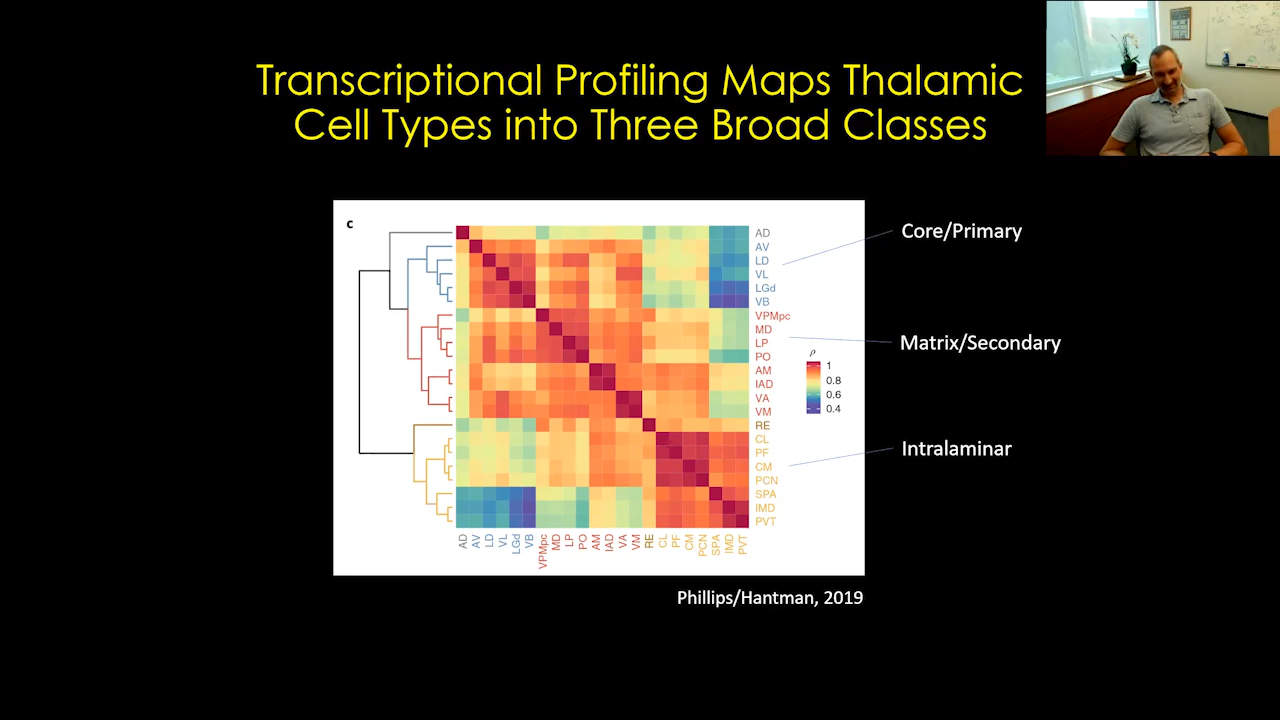 Transcriptional Profiling Maps Thalamic
Cell Types into Three Broad Classes
c
AD
AV
LD
VL
LGd
VB
VPMpc
MD
LP
PO
AM
IAD
VA
VM
RE
CL
PF
CM
PCN
SPA
IMD
PVT
ρ
1
0.8
0.6
0.4
AD AV LD VL LGd VB VPMpc MD LP PO AM IAD VA VM RE CL PF CM PCN SPA IMD PVT
Core/Primary
Matrix/Secondary
Intralaminar
Phillips/Hantman, 2019